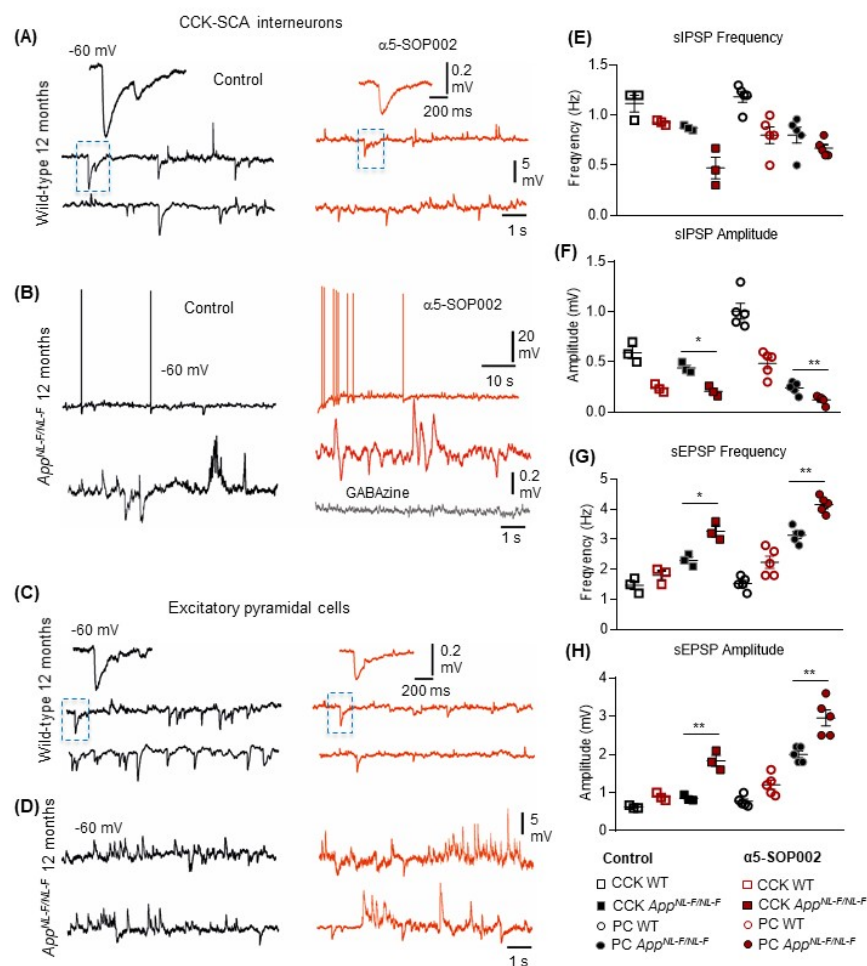 CCK-SCA interneurons
(A)
-60 mV
Control
α5-SOP002
0.2
mV
200 ms
5
mV
1 s
Wild-type 12 months
(B)
Control
-60 mV
α5-SOP002
20
mV
10 s
0.2
mV
GABAzine
1 s
App^NL-F/NL-F 12 months
Excitatory pyramidal cells
(C)
-60 mV
0.2
mV
200 ms
Wild-type 12 months
(D)
-60 mV
5
mV
1 s
App^NL-F/NL-F 12 months
(E)
sIPSP Frequency
Freqyency (Hz)
1.5
1.0
0.5
0.0
(F)
sIPSP Amplitude
Amplitude (mV)
1.5
1.0
0.5
0.0
*
**
(G)
sEPSP Frequency
Freqyency (Hz)
5
4
3
2
1
0
*
**
(H)
sEPSP Amplitude
Amplitude (mV)
4
3
2
1
0
**
**
Control
CCK WT
CCK App^NL-F/NL-F
PC WT
PC App^NL-F/NL-F
α5-SOP002
CCK WT
CCK App^NL-F/NL-F
PC WT
PC App^NL-F/NL-F